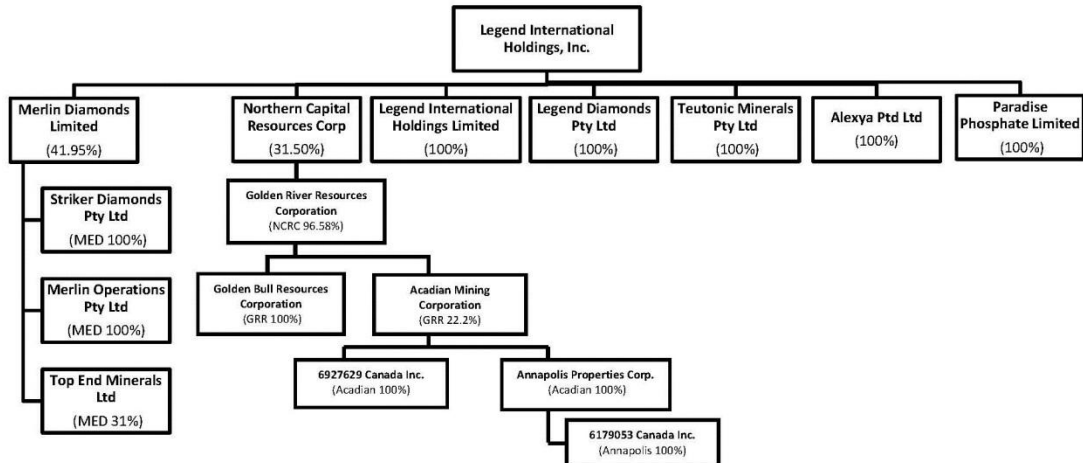 Legend International
Holdings, Inc.
Merlin Diamonds
Limited
(41.95%)
Northern Capital
Resources Corp
(31.50%)
Legend International
Holdings Limited
(100%)
Legend Diamonds
Pty Ltd
(100%)
Teutonic Minerals
Pty Ltd
(100%)
Alexya Ptd Ltd
(100%)
Paradise
Phosphate Limited
(100%)
Striker Diamonds
Pty Ltd
(MED 100%)
Golden River Resources
Corporation
(NCRC 96.58%)
Merlin Operations
Pty Ltd
(MED 100%)
Golden Bull Resources
Corporation
(GRR 100%)
Acadian Mining
Corporation
(GRR 22.2%)
Top End Minerals
Ltd
(MED 31%)
6927629 Canada Inc.
(Acadian 100%)
Annapolis Properties Corp.
(Acadian 100%)
6179053 Canada Inc.
(Annapolis 100%)